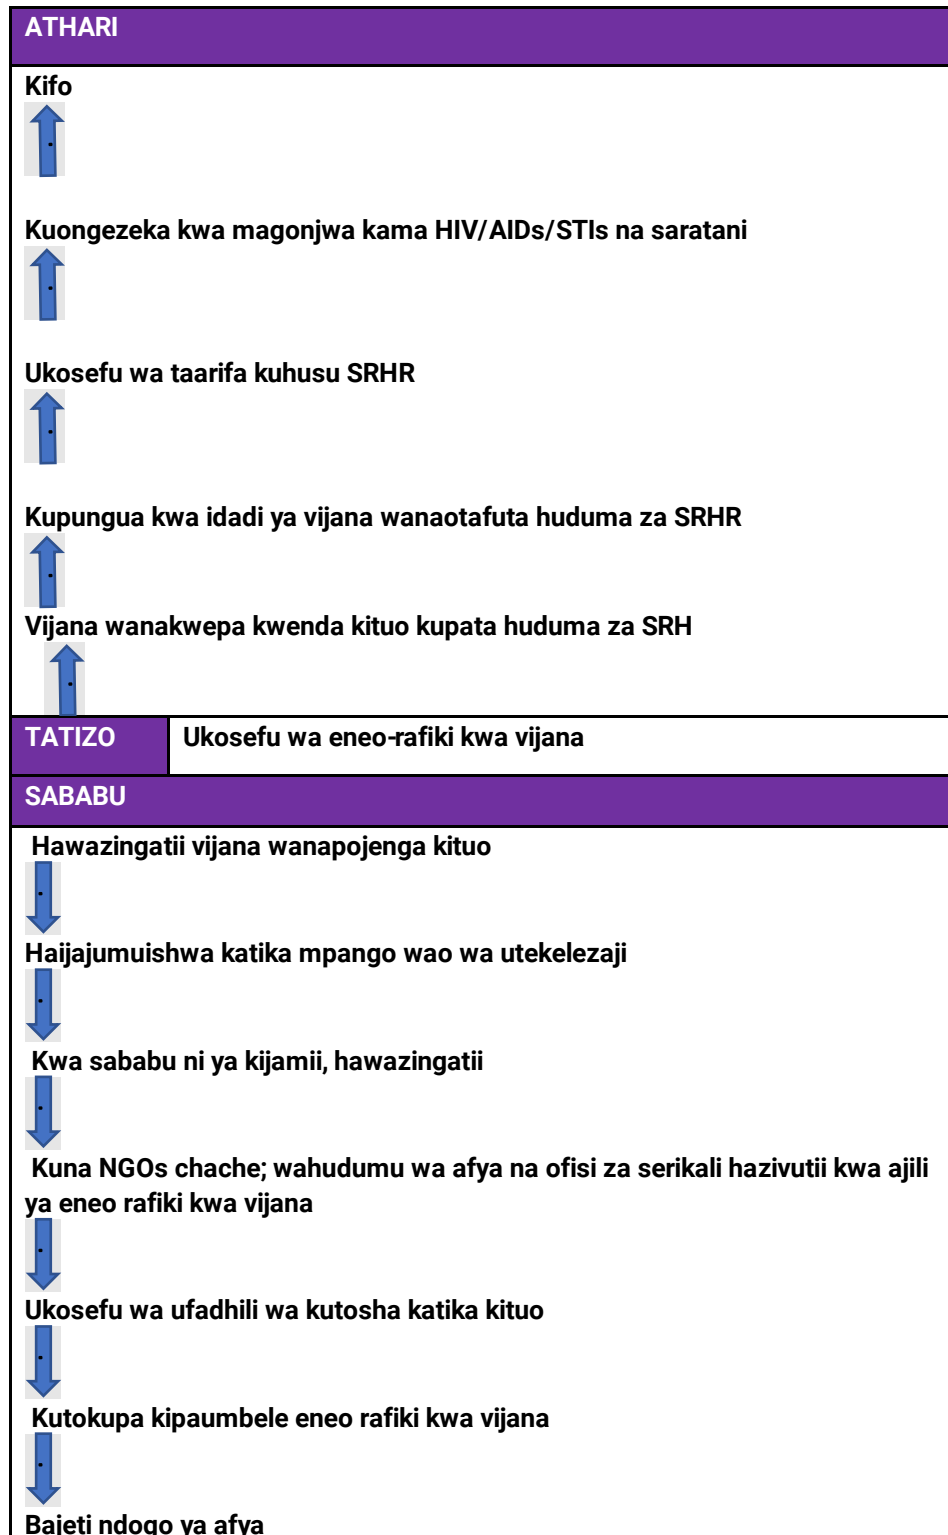 ATHARI
Kifo
Kuongezeka kwa magonjwa kama HIV/AIDs/STIs na saratani
Ukosefu wa taarifa kuhusu SRHR
Kupungua kwa idadi ya vijana wanaotafuta huduma za SRHR
Vijana wanakwepa kwenda kituo kupata huduma za SRH
TATIZO Ukosefu wa eneo-rafiki kwa vijana
SABABU
Hawazingatii vijana wanapojenga kituo
Haijajumuishwa katika mpango wao wa utekelezaji
Kwa sababu ni ya kijamii, hawazingatii
Kuna NGOs chache; wahudumu wa afya na ofisi za serikali hazivutii kwa ajili
ya eneo rafiki kwa vijana
Ukosefu wa ufadhili wa kutosha katika kituo
Kutokupa kipaumbele eneo rafiki kwa vijana
Bajeti ndogo ya afya